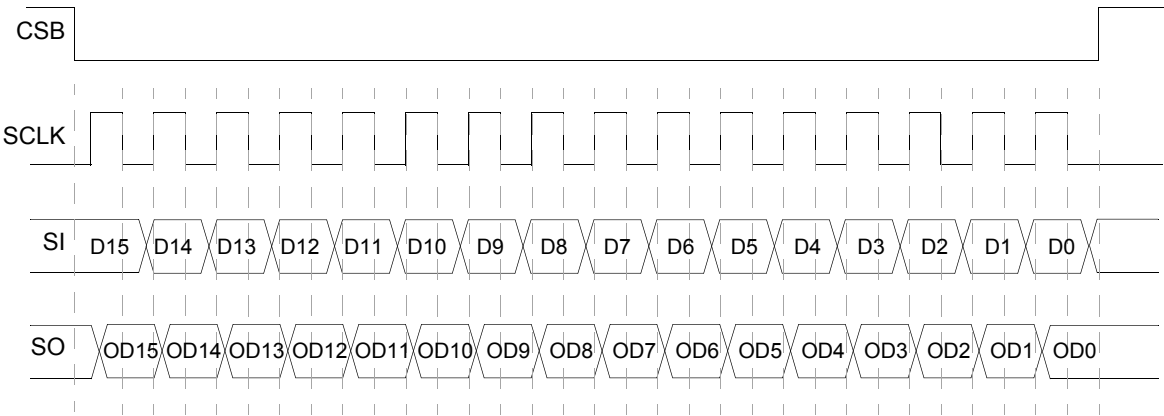 CSB
SCLK
SI D15 D14 D13 D12 D11 D10 D9 D8 D7 D6 D5 D4 D3 D2 D1 D0
SO OD15 OD14 OD13 OD12 OD11 OD10 OD9 OD8 OD7 OD6 OD5 OD4 OD3 OD2 OD1 OD0